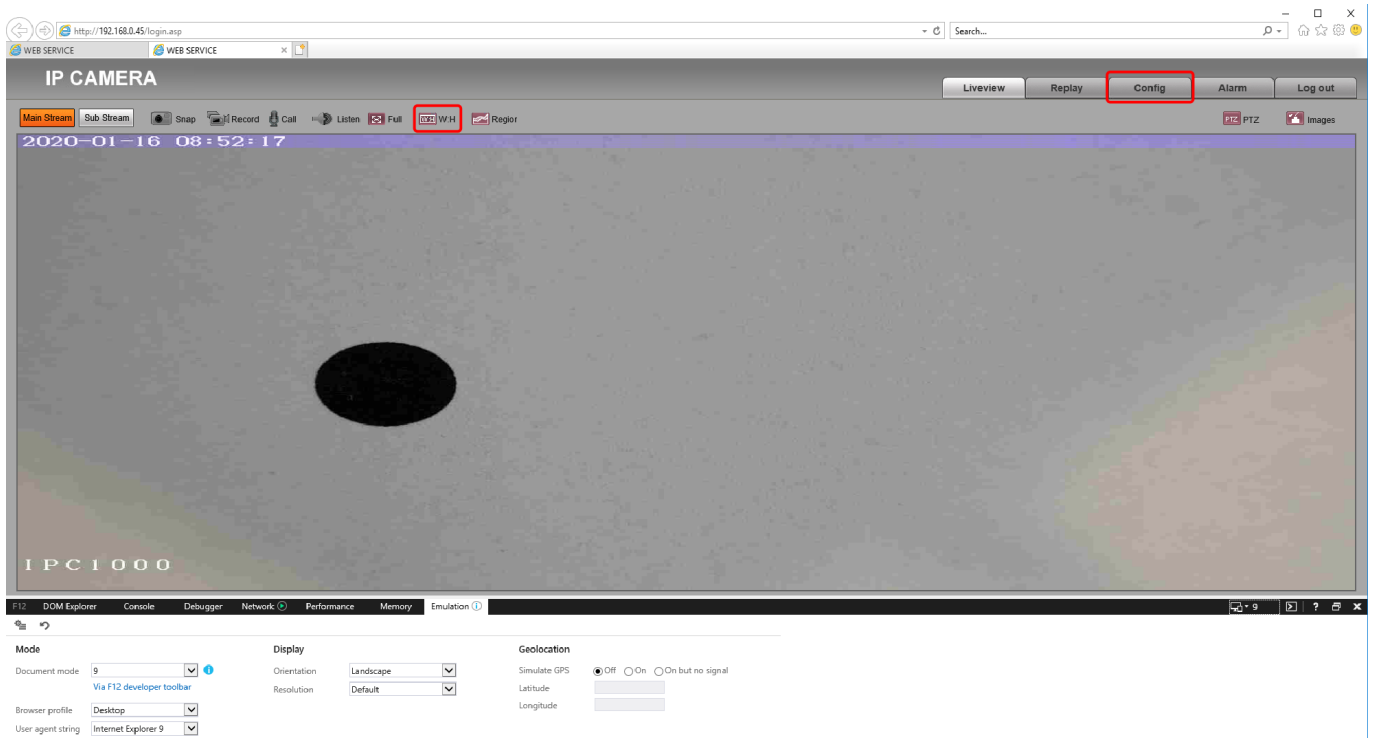 http://192.168.0.45/login.asp Search...
WEB SERVICE WEB SERVICE
IP CAMERA
Liveview Replay Config Alarm Log out
Main Stream Sub Stream Snap Record Call Listen Full W:H Region PTZ PTZ Images
2020-01-16 08:52:17
IPC1000
F12 DOM Explorer Console Debugger Network Performance Memory Emulation 9
Mode Display Geolocation
Document mode 9 Orientation Landscape Simulate GPS Off On On but no signal
Via F12 developer toolbar Resolution Default Latitude
Browser profile Desktop Longitude
User agent string Internet Explorer 9